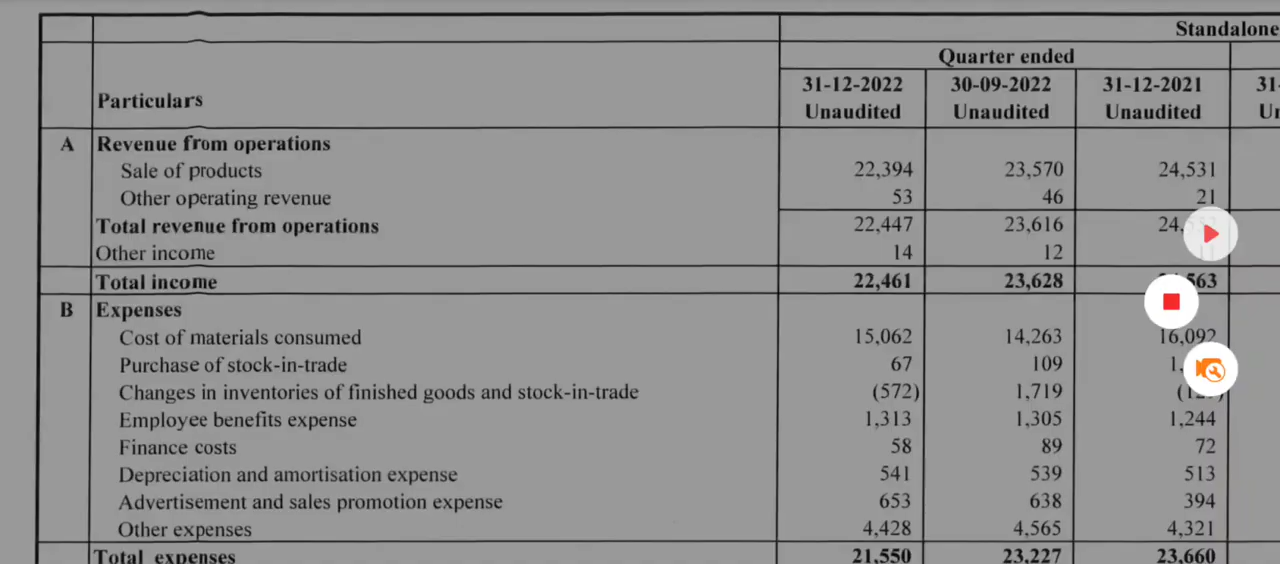 Standalone
Quarter ended
Particulars 31-12-2022 30-09-2022 31-12-2021
Unaudited Unaudited Unaudited
A Revenue from operations
Sale of products 22,394 23,570 24,531
Other operating revenue 53 46 21
Total revenue from operations 22,447 23,616
Other income 14 12
Total income 22,461 23,628
B Expenses
Cost of materials consumed 15,062 14,263 16,092
Purchase of stock-in-trade 67 109
Changes in inventories of finished goods and stock-in-trade (572) 1,719
Employee benefits expense 1,313 1,305 1,244
Finance costs 58 89 72
Depreciation and amortisation expense 541 539 513
Advertisement and sales promotion expense 653 638 394
Other expenses 4,428 4,565 4,321
Total expenses 21,550 23,227 23,660